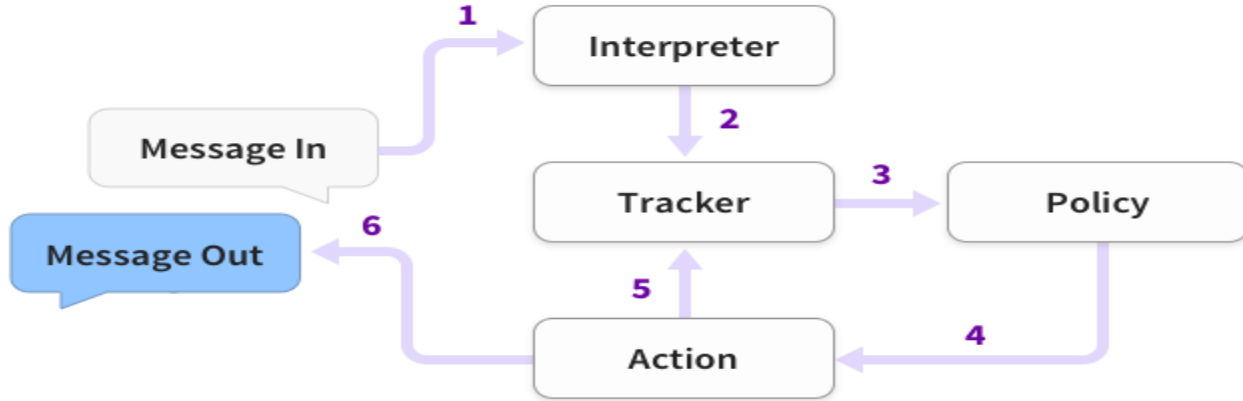 1
Interpreter
2
Message In
3
Tracker
Policy
6
Message Out
5
4
Action